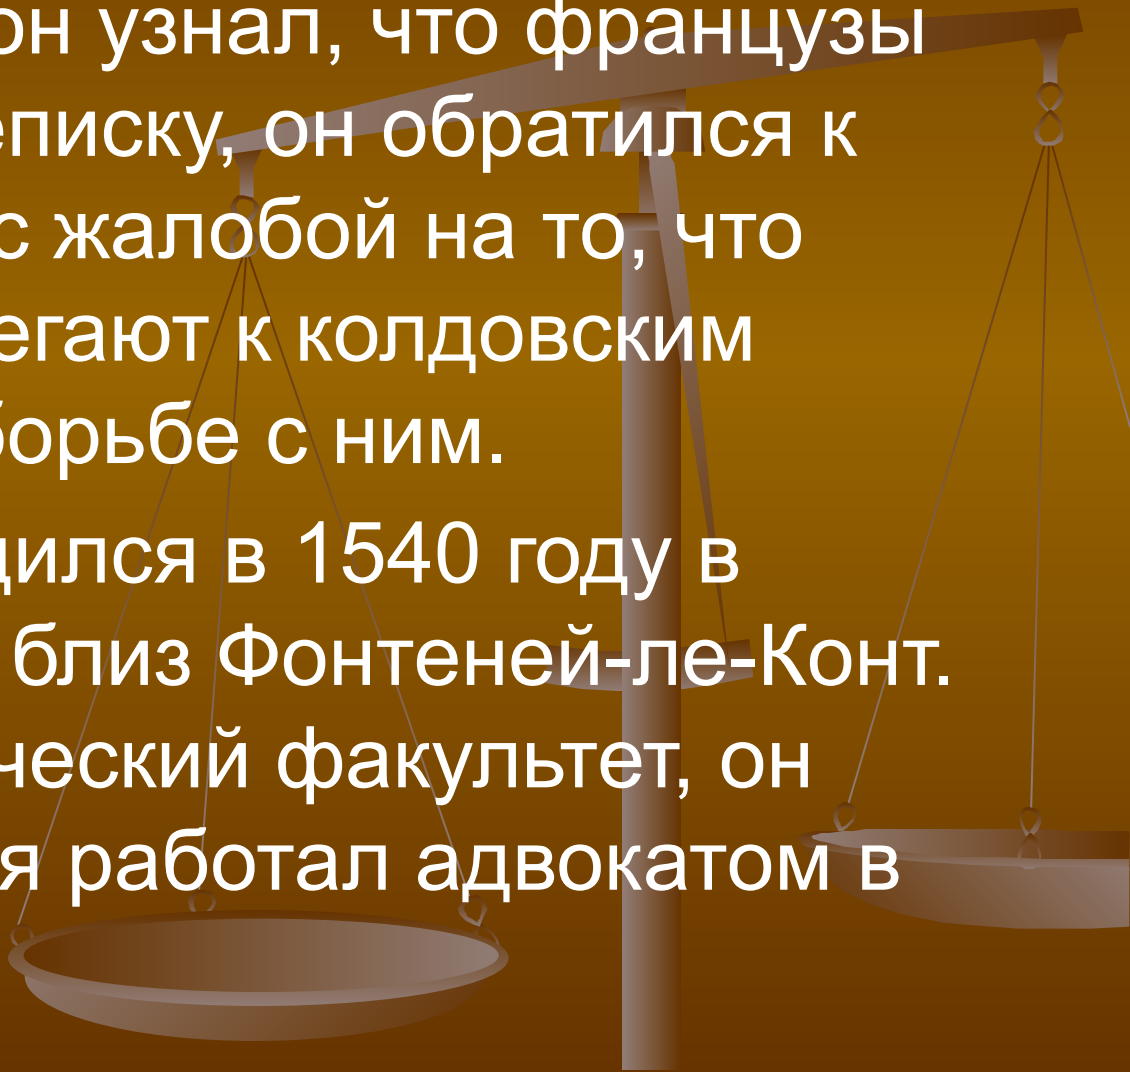 он узнал, что французы
еписку, он обратился к
с жалобой на то, что
егают к колдовским
борьбе с ним.
дился в 1540 году в
близ Фонтеней-ле-Конт.
ческий факультет, он
я работал адвокатом в